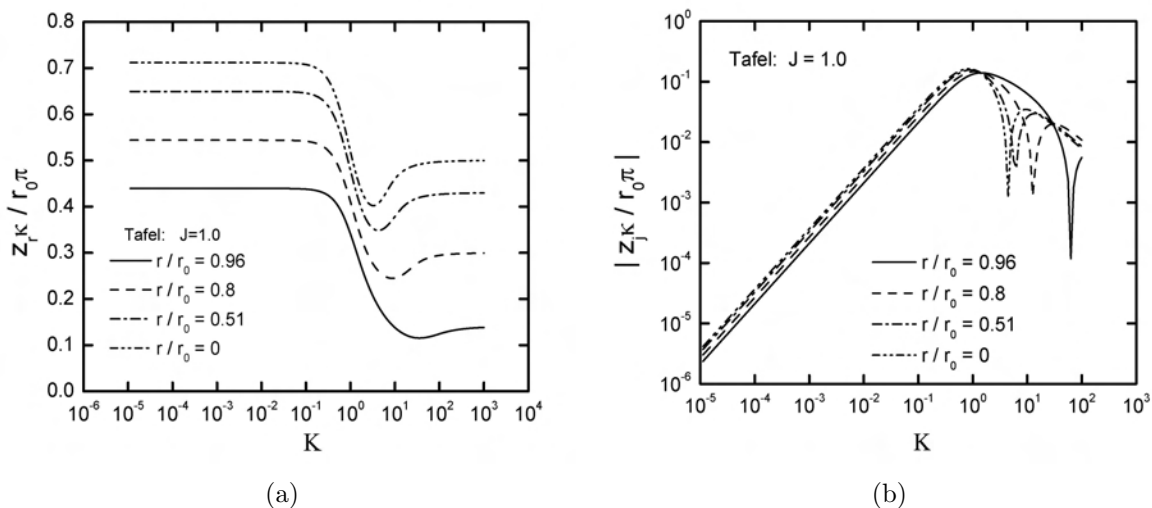 0.8
0.7
0.6
0.5
0.4
0.3
0.2
0.1
0.0
z_r κ / r_0 π
Tafel: J=1.0
r / r_0 = 0.96
r / r_0 = 0.8
r / r_0 = 0.51
r / r_0 = 0
10^-6 10^-5 10^-4 10^-3 10^-2 10^-1 10^0 10^1 10^2 10^3 10^4
K
(a)
10^0
10^-1
10^-2
10^-3
10^-4
10^-5
10^-6
| z_j κ / r_0 π |
Tafel: J = 1.0
r / r_0 = 0.96
r / r_0 = 0.8
r / r_0 = 0.51
r / r_0 = 0
10^-5 10^-4 10^-3 10^-2 10^-1 10^0 10^1 10^2 10^3
K
(b)